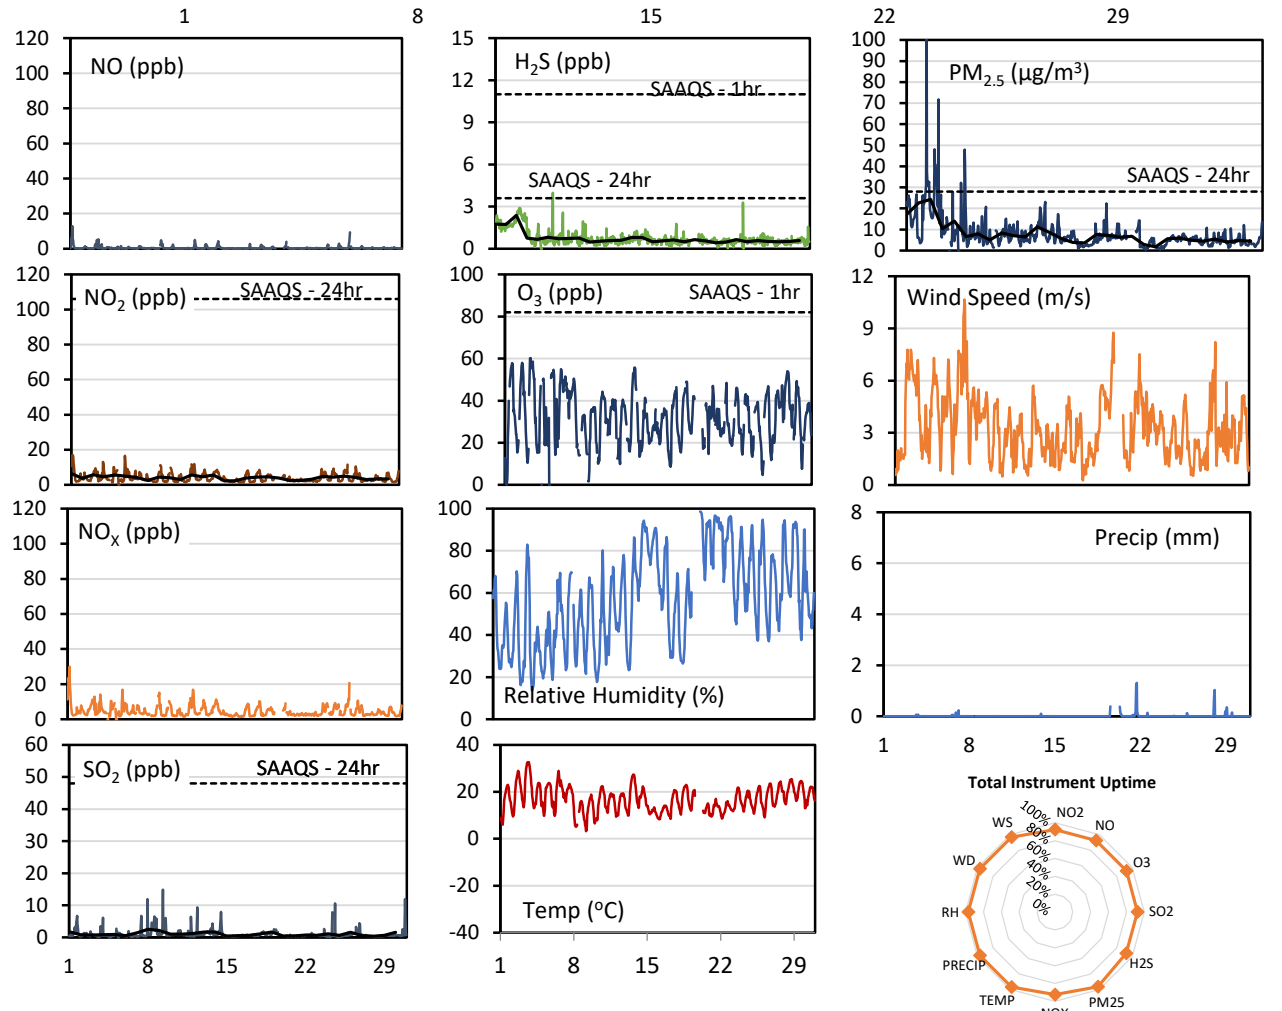 1 8 15 22 29
120
100
80
60
40
20
0
NO (ppb)
15
12
9
6
3
0
H2S (ppb)
SAAQS - 1hr
SAAQS - 24hr
100
90
80
70
60
50
40
30
20
10
0
PM2.5 (µg/m³)
SAAQS - 24hr
120
100
80
60
40
20
0
NO2 (ppb)
SAAQS - 24hr
100
80
60
40
20
0
O3 (ppb)
SAAQS - 1hr
12
9
6
3
0
Wind Speed (m/s)
120
100
80
60
40
20
0
NOX (ppb)
100
80
60
40
20
0
Relative Humidity (%)
8
6
4
2
0
Precip (mm)
1 8 15 22 29
60
50
40
30
20
10
0
SO2 (ppb)
SAAQS - 24hr
1 8 15 22 29
40
20
0
-20
-40
Temp (°C)
1 8 15 22 29
Total Instrument Uptime
100%
80%
60%
40%
20%
0%
NO2
NO
O3
SO2
H2S
PM25
NOX
TEMP
PRECIP
RH
WD
WS